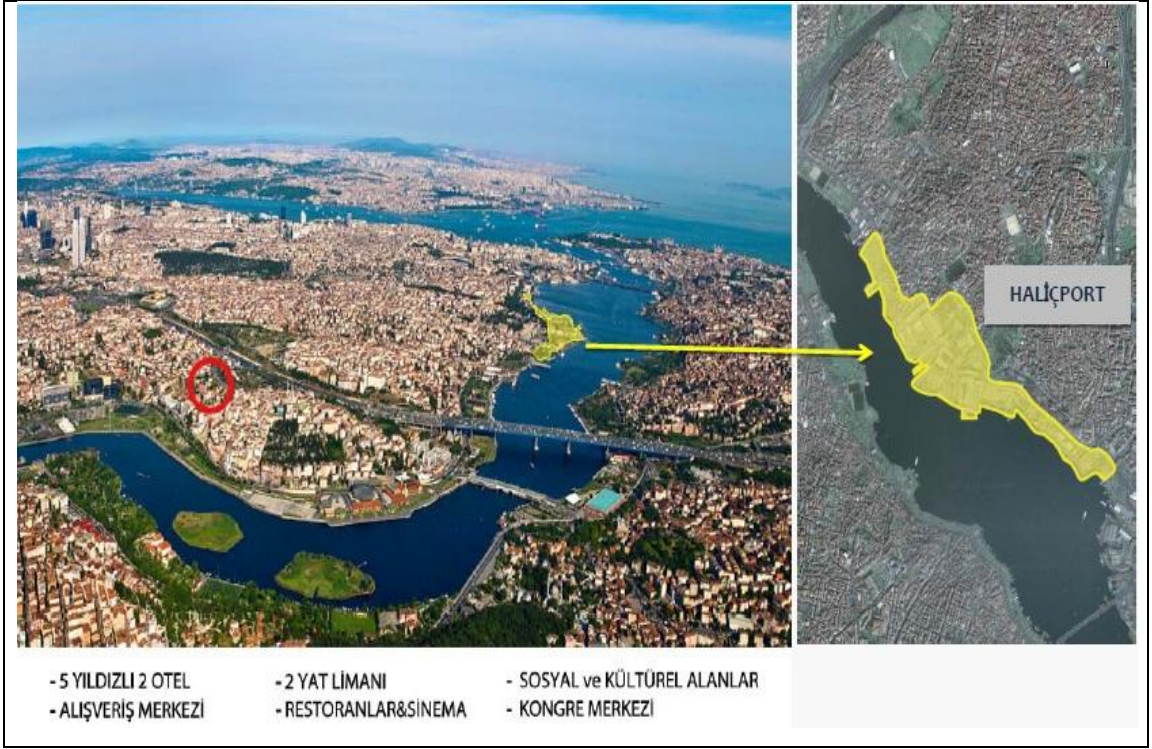 HALİÇPORT
- 5 YILDIZLI 2 OTEL
- 2 YAT LİMANI
- SOSYAL ve KÜLTÜREL ALANLAR
- ALIŞVERİŞ MERKEZİ
- RESTORANLAR&SİNEMA
- KONGRE MERKEZİ